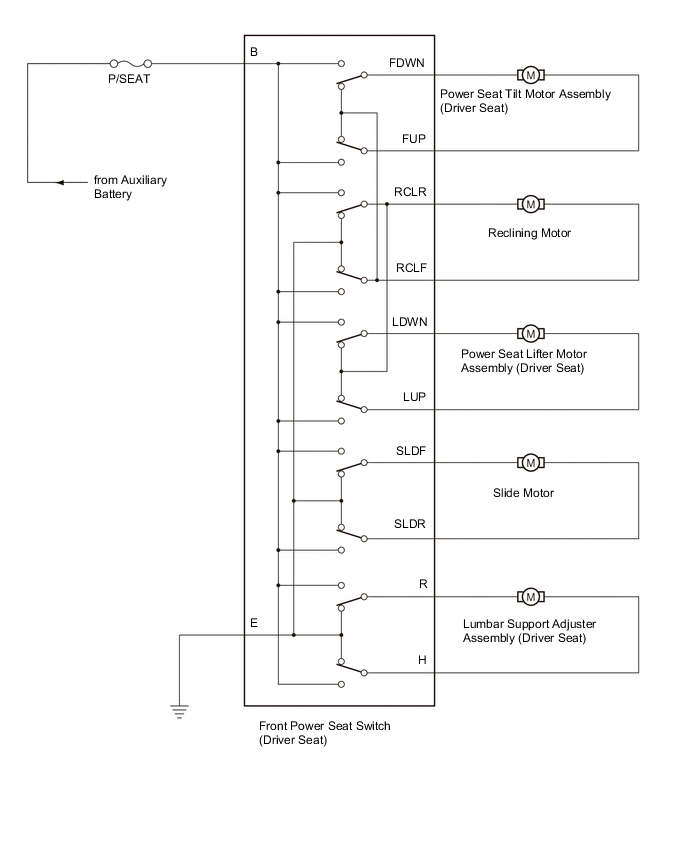 B
P/SEAT
from Auxiliary
Battery
FDWN
M
Power Seat Tilt Motor Assembly
(Driver Seat)
FUP
RCLR
M
Reclining Motor
RCLF
LDWN
M
Power Seat Lifter Motor
Assembly (Driver Seat)
LUP
SLDF
M
Slide Motor
SLDR
R
M
Lumbar Support Adjuster
Assembly (Driver Seat)
E
H
Front Power Seat Switch
(Driver Seat)